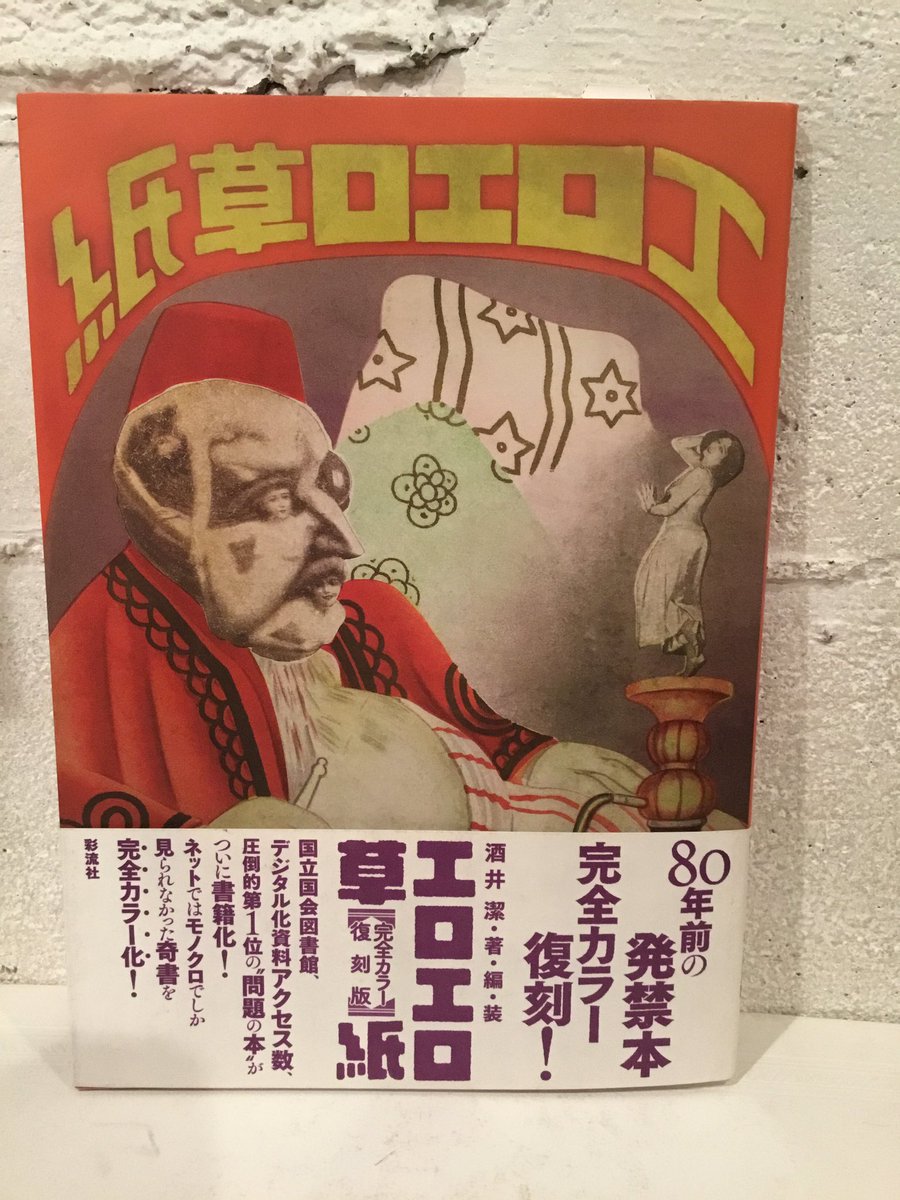 エロエロ草紙
80年前の
発禁本
完全カラー
復刻!
酒井潔・著・編・装
エロエロ
草紙
【完全カラー
復刻版】
国立国会図書館、
デジタル化資料アクセス数、
圧倒的第1位の〝問題の本〟が
ついに書籍化!
ネットではモノクロでしか
見られなかった奇書を
完全カラー化!
彩流社